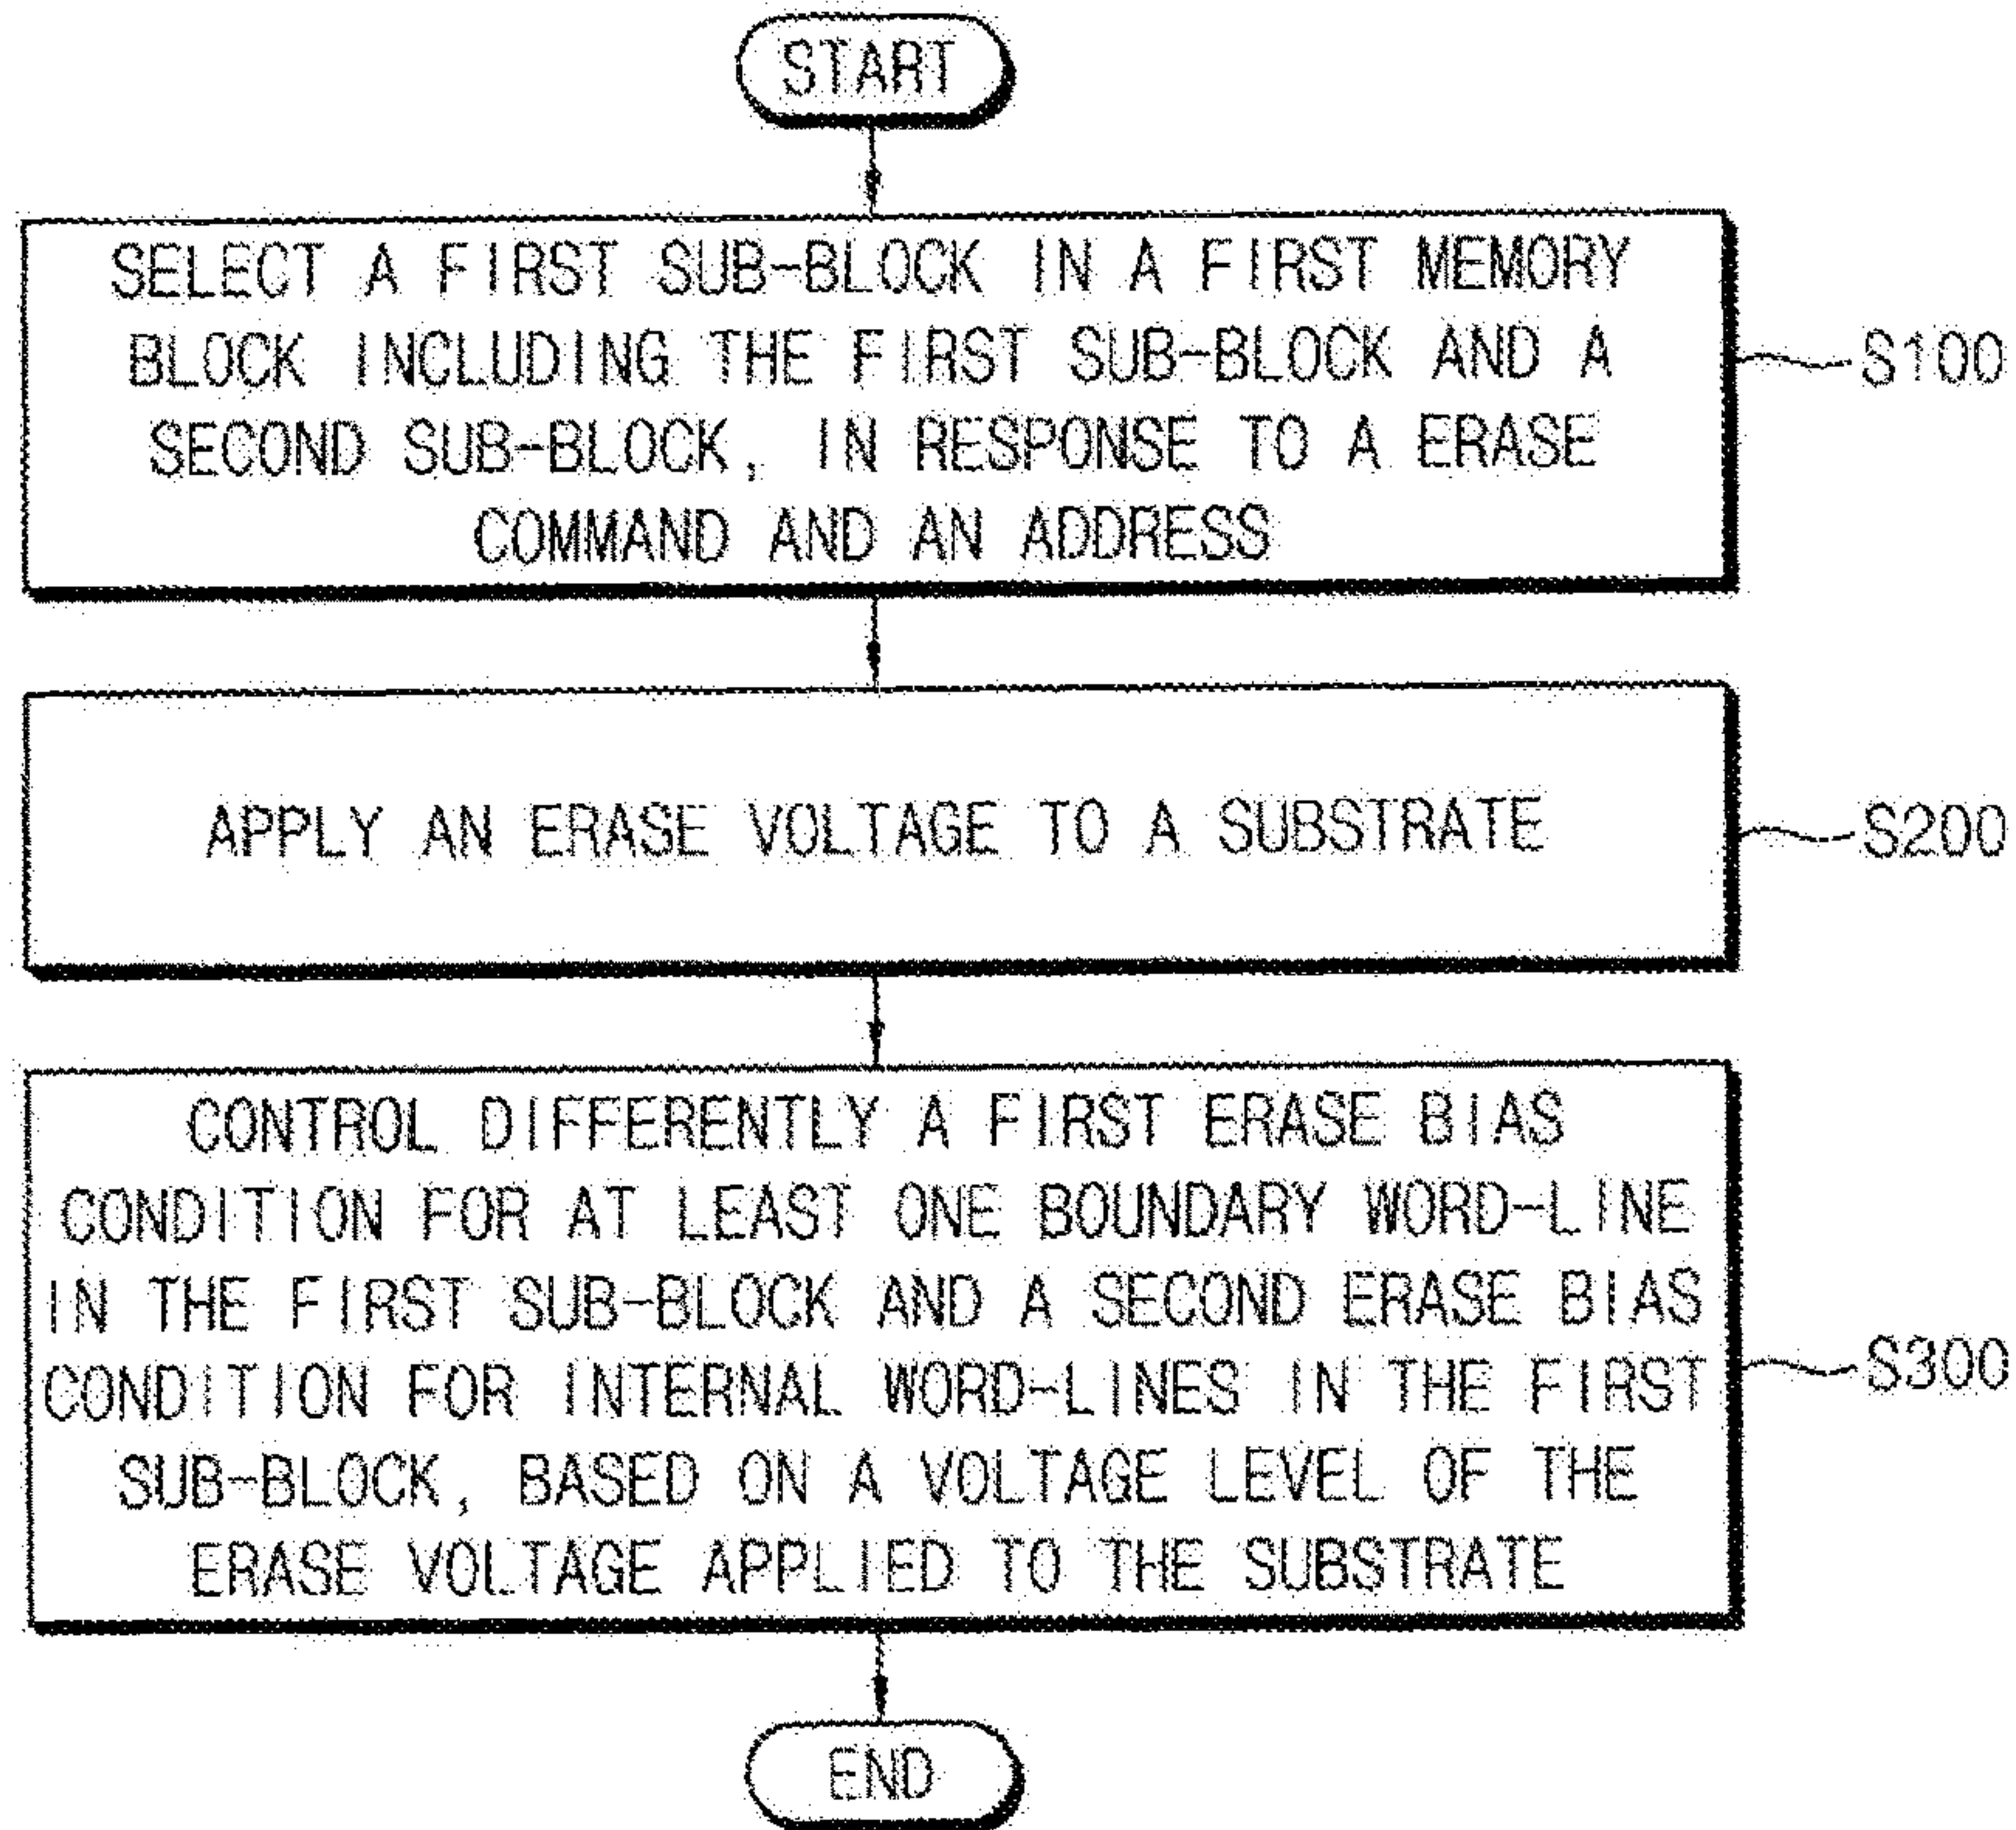 START
SELECT A FIRST SUB-BLOCK IN A FIRST MEMORY
BLOCK INCLUDING THE FIRST SUB-BLOCK AND A
SECOND SUB-BLOCK, IN RESPONSE TO A ERASE
COMMAND AND AN ADDRESS
S100
APPLY AN ERASE VOLTAGE TO A SUBSTRATE
S200
CONTROL DIFFERENTLY A FIRST ERASE BIAS
CONDITION FOR AT LEAST ONE BOUNDARY WORD-LINE
IN THE FIRST SUB-BLOCK AND A SECOND ERASE BIAS
CONDITION FOR INTERNAL WORD-LINES IN THE FIRST
SUB-BLOCK, BASED ON A VOLTAGE LEVEL OF THE
ERASE VOLTAGE APPLIED TO THE SUBSTRATE
S300
END